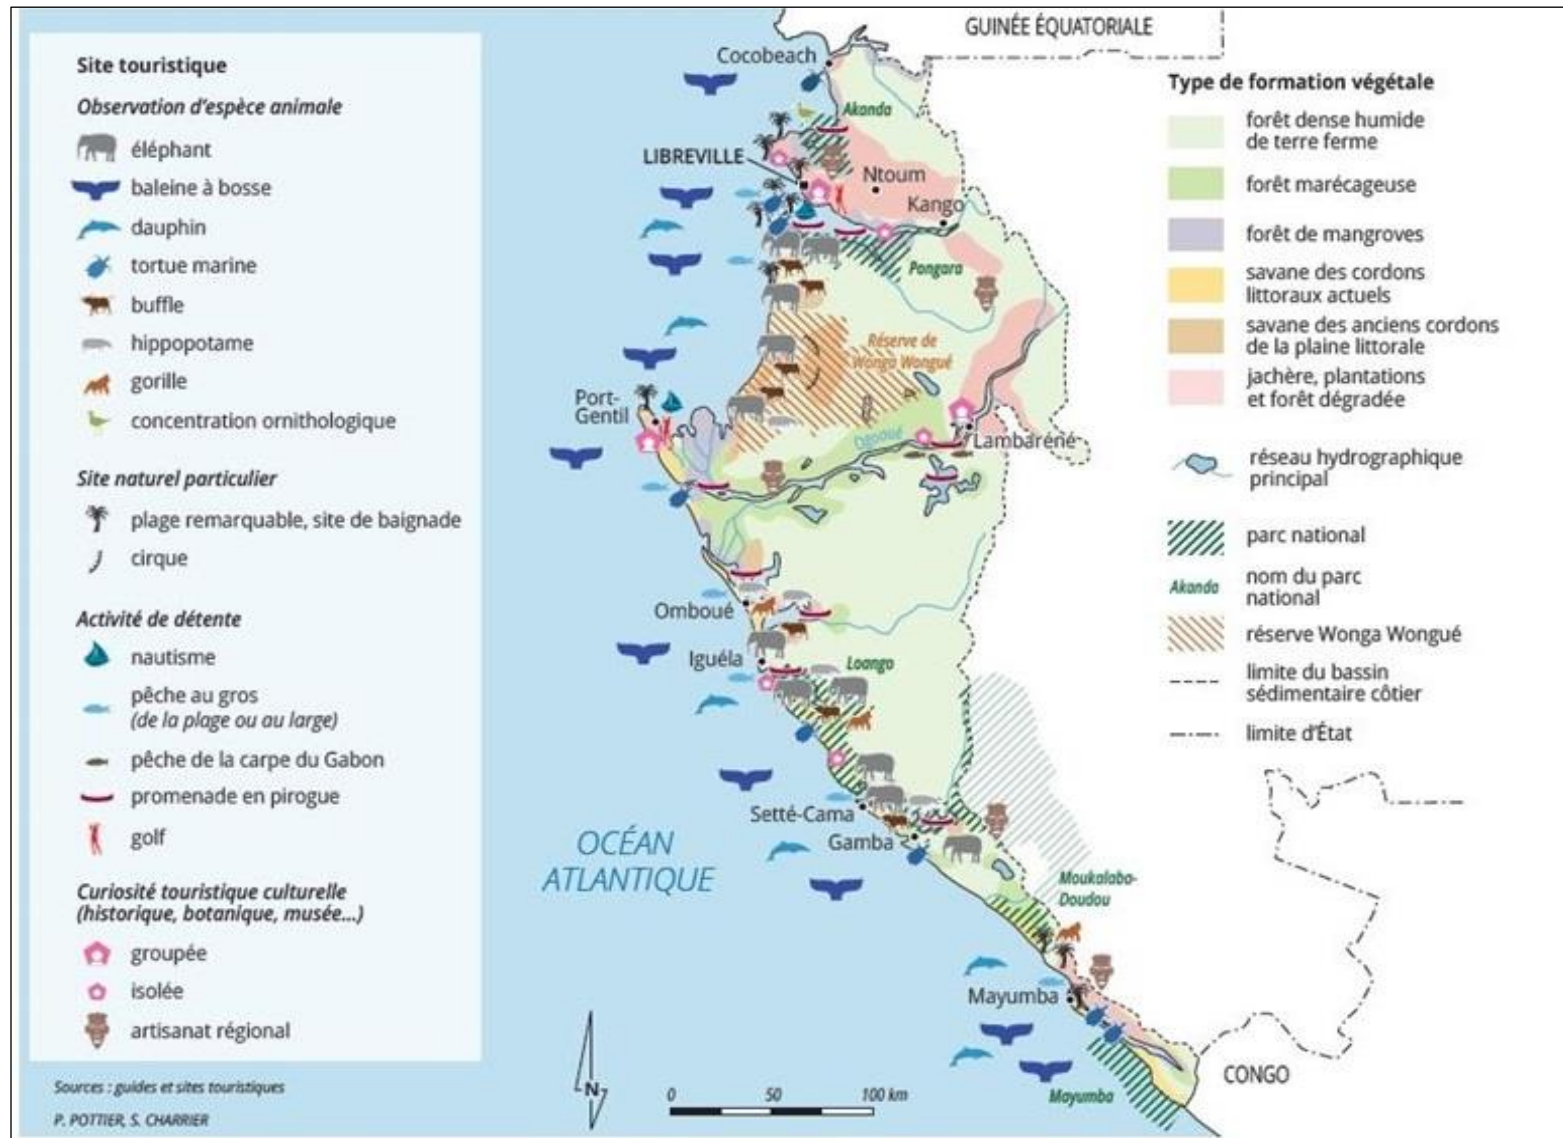 Site touristique
Observation d'espèce animale
éléphant
baleine à bosse
dauphin
tortue marine
buffle
hippopotame
gorille
concentration ornithologique
Site naturel particulier
plage remarquable, site de baignade
cirque
Activité de détente
nautisme
pêche au gros
(de la plage ou au large)
pêche de la carpe du Gabon
promenade en pirogue
golf
Curiosité touristique culturelle
(historique, botanique, musée...)
groupée
isolée
artisanat régional
Sources : guides et sites touristiques
P. POTTIER, S. CHARRIER
GUINÉE ÉQUATORIALE
Cocobeach
Akanda
LIBREVILLE
Ntoum
Kango
Pongara
Réserve de
Wonga Wongué
Port-
Gentil
Ogooué
Lambaréné
Omboué
Iguéla
Loango
Setté-Cama
Gamba
OCÉAN
ATLANTIQUE
Moukalaba-
Doudou
Mayumba
Mayumba
CONGO
N
0 50 100 km
Type de formation végétale
forêt dense humide
de terre ferme
forêt marécageuse
forêt de mangroves
savane des cordons
littoraux actuels
savane des anciens cordons
de la plaine littorale
jachère, plantations
et forêt dégradée
réseau hydrographique
principal
parc national
Akanda
nom du parc
national
réserve Wonga Wongué
limite du bassin
sédimentaire côtier
limite d'État